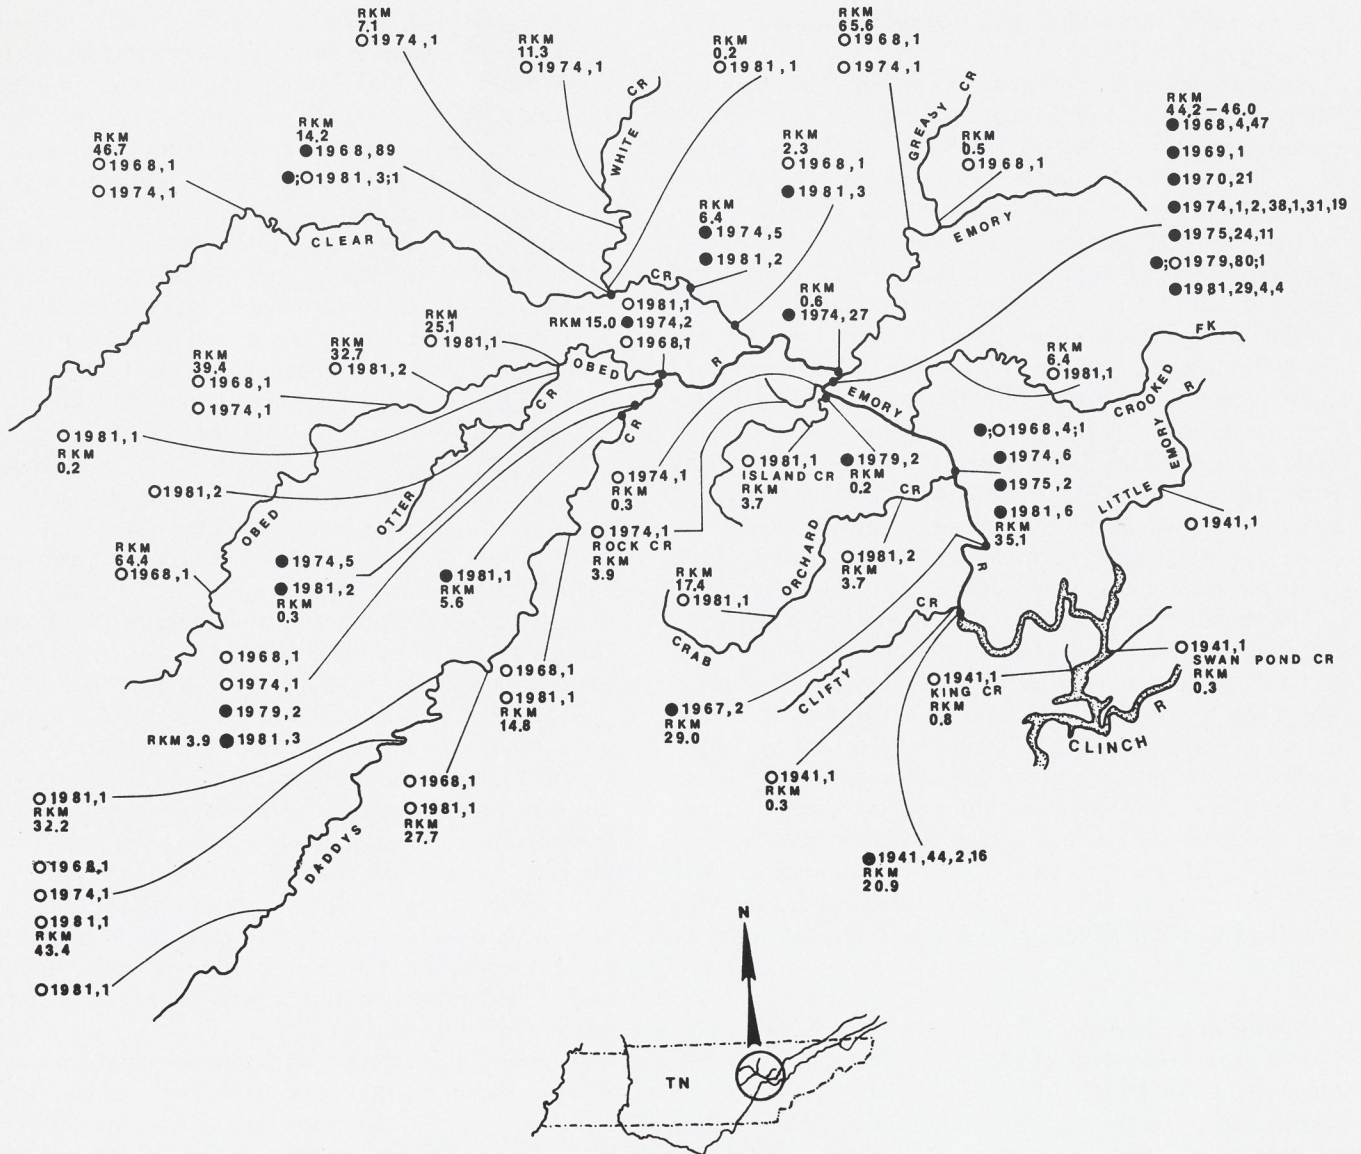 RKM
7.1
O1974,1
RKM
11.3
O1974,1
RKM
0.2
O1981,1
RKM
65.6
O1968,1
O1974,1
RKM
44.2-46.0
●1968,4,47
●1969,1
●1970,21
●1974,1,2,38,1,31,19
●1975,24,11
●;O1979,80;1
●1981,29,4,4
RKM
46.7
O1968,1
O1974,1
RKM
14.2
●1968,89
●;O1981,3;1
WHITE CR
RKM
2.3
O1968,1
●1981,3
GREASY CR
RKM
0.5
O1968,1
EMORY
CLEAR
CR
RKM
6.4
●1974,5
●1981,2
RKM
0.6
●1974,27
O1981,1
RKM 15.0 ●1974,2
O1968,1
RKM
25.1
O1981,1
RKM
32.7
O1981,2
RKM
39.4
O1968,1
O1974,1
OBED
R
CR
CR
EMORY
RKM
6.4
O1981,1
CROOKED
FK
O1981,1
RKM
0.2
O1981,2
OBED
OTTER
RKM
64.4
O1968,1
●1974,5
●1981,2
RKM
0.3
●1981,1
RKM
5.6
O1974,1
RKM
0.3
O1974,1
ROCK CR
RKM
3.9
O1981,1
ISLAND CR
RKM
3.7
●1979,2
RKM
0.2
●;O1968,4;1
●1974,6
●1975,2
●1981,6
RKM
35.1
LITTLE EMORY R
O1941,1
CR
ORCHARD
O1981,2
RKM
3.7
RKM
17.4
O1981,1
CRAB
R
CR
CLIFTY
O1968,1
O1974,1
●1979,2
RKM 3.9 ●1981,3
O1968,1
O1981,1
RKM
14.8
●1967,2
RKM
29.0
O1941,1
KING CR
RKM
0.8
O1941,1
SWAN POND CR
RKM
0.3
CLINCH R
O1981,1
RKM
32.2
O1968,1
O1981,1
RKM
27.7
O1941,1
RKM
0.3
O1968,1
O1974,1
O1981,1
RKM
43.4
DADDYS
●1941,44,2,16
RKM
20.9
O1981,1
N
TN